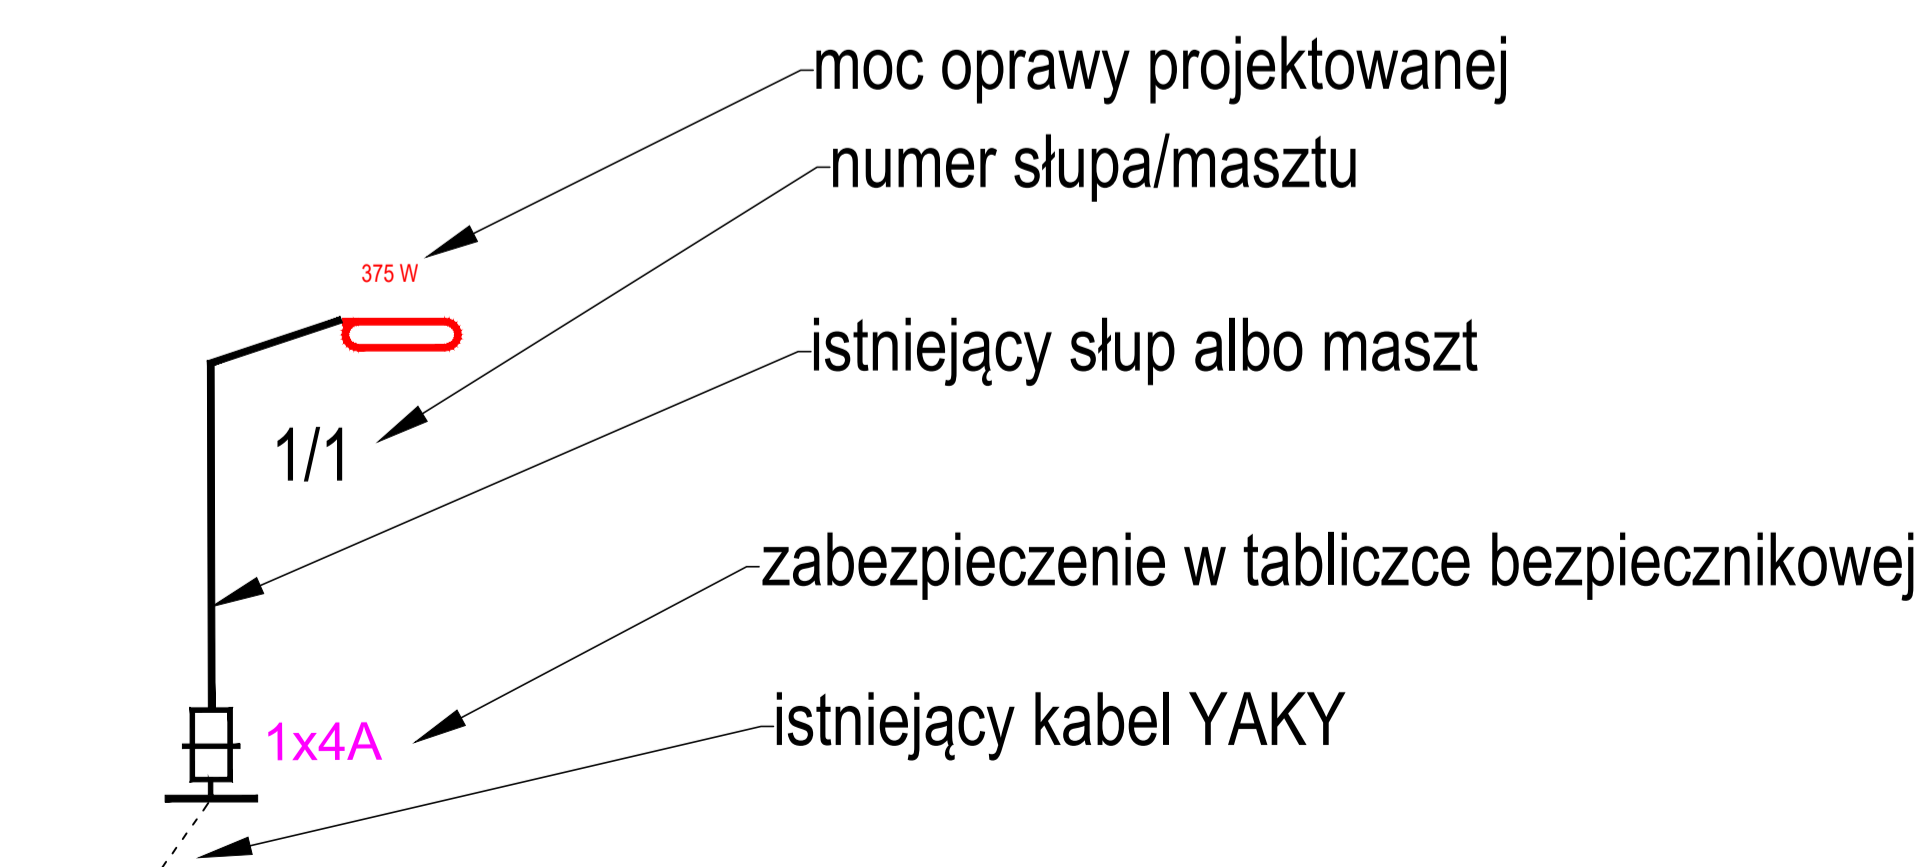 moc oprawy projektowanej
numer słupa/masztu
375 W
istniejący słup albo maszt
1/1
zabezpieczenie w tabliczce bezpiecznikowej
istniejący kabel YAKY
1x4A